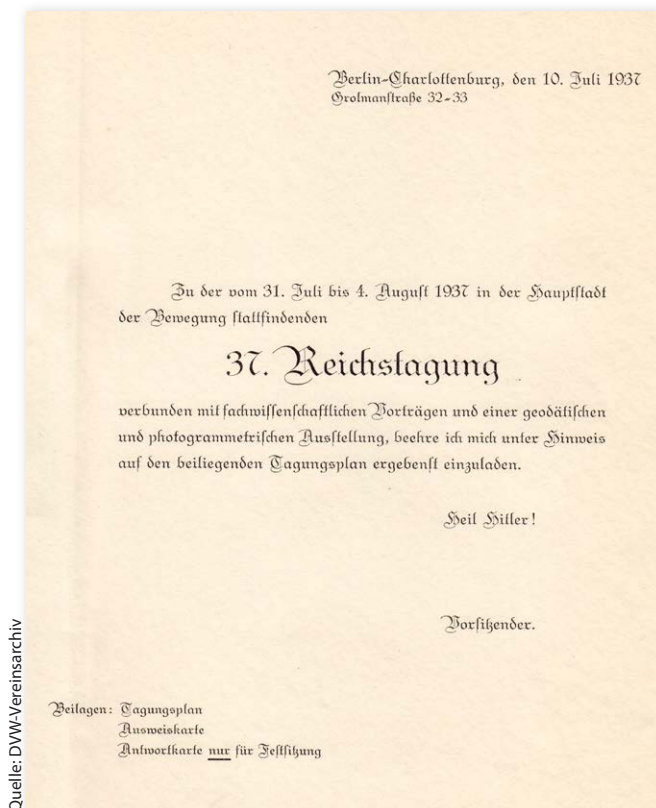 Berlin-Charlottenburg, den 10. Juli 1937
Grolmanſtraße 32-33
Zu der vom 31. Juli bis 4. Auguſt 1937 in der Hauptſtadt
der Bewegung ſtattfindenden
37. Reichstagung
verbunden mit fachwiſſenſchaftlichen Vorträgen und einer geodätiſchen
und photogrammetriſchen Ausſtellung, beehre ich mich unter Hinweis
auf den beiliegenden Tagungsplan ergebenſt einzuladen.
Heil Hitler!
Vorſitzender.
Beilagen: Tagungsplan
Ausweiskarte
Antwortkarte nur für Feſtſitzung
Quelle: DVW-Vereinsarchiv